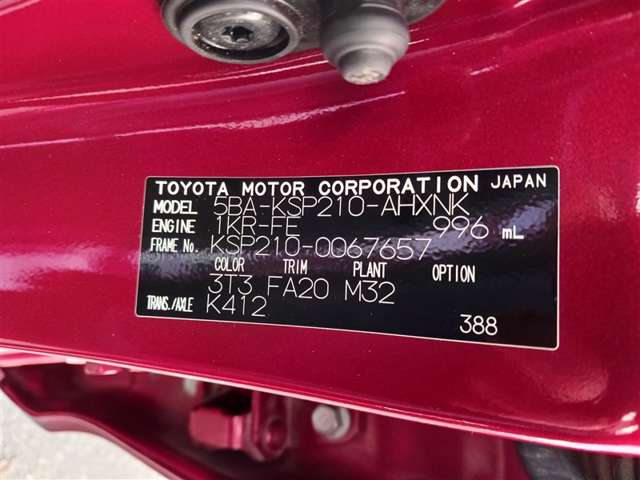 TOYOTA MOTOR CORPORATION JAPAN
MODEL 5BA-KSP210-AHXNK
ENGINE 1KR-FE 996 mL
FRAME No. KSP210-0067657
COLOR TRIM PLANT OPTION
3T3 FA20 M32
TRANS./AXLE K412
388